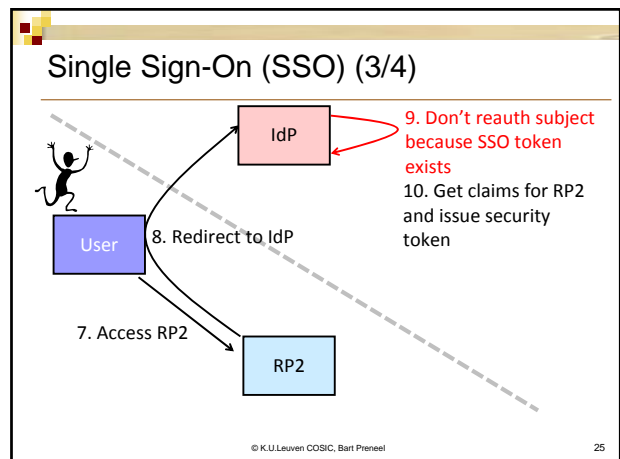 Single Sign-On (SSO) (3/4)
IdP
9. Don't reauth subject
because SSO token
exists
10. Get claims for RP2
and issue security
token
User
8. Redirect to IdP
7. Access RP2
RP2
© K.U.Leuven COSIC, Bart Preneel
25